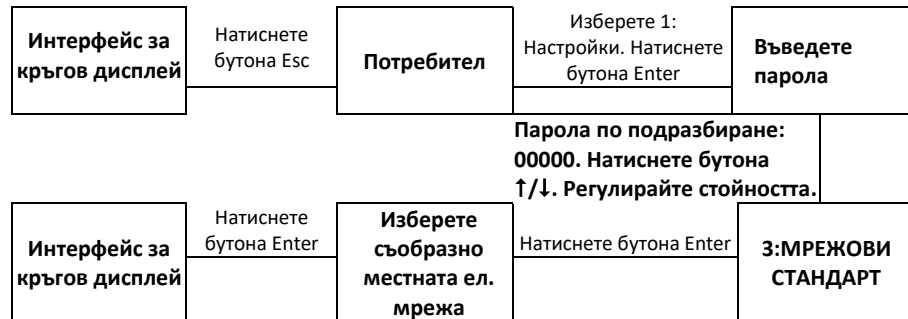 Интерфейс за
кръгов дисплей
Натиснете
бутона Esc
Потребител
Изберете 1:
Настройки. Натиснете
бутона Enter
Въведете
парола
Парола по подразбиране:
00000. Натиснете бутона
↑/↓. Регулирайте стойността.
Интерфейс за
кръгов дисплей
Натиснете
бутона Enter
Изберете
съобразно
местната ел.
мрежа
Натиснете бутона Enter
3:МРЕЖОВИ
СТАНДАРТ